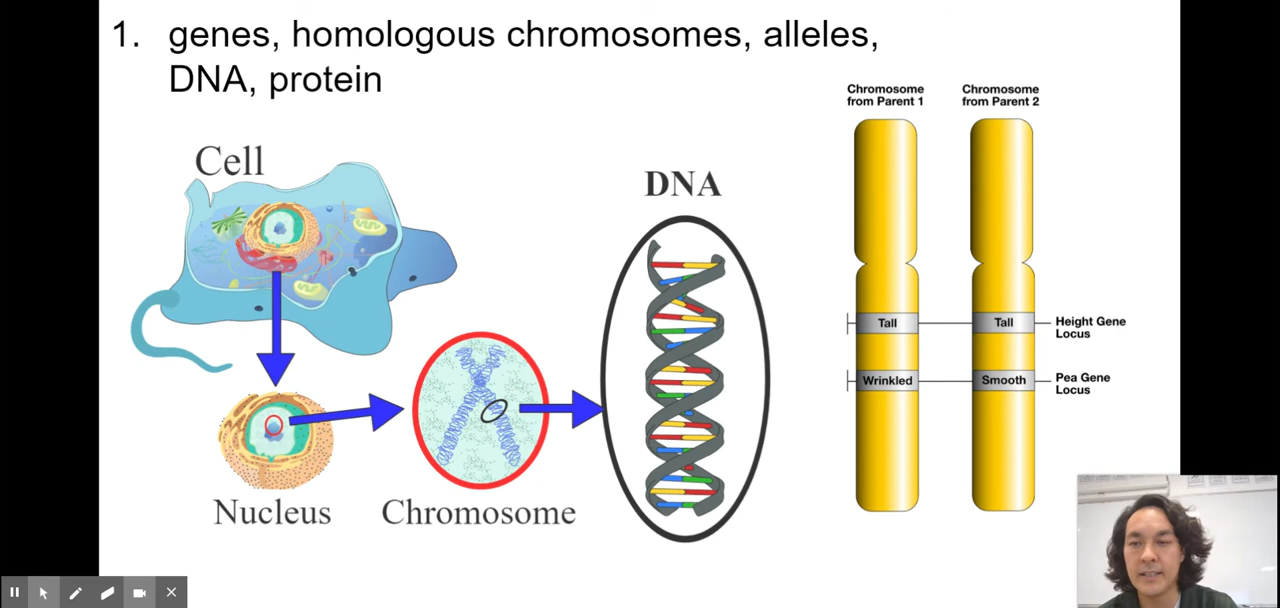 1. genes, homologous chromosomes, alleles,
DNA, protein
Cell
DNA
Nucleus
Chromosome
Chromosome
from Parent 1
Chromosome
from Parent 2
Tall
Tall
Height Gene
Locus
Wrinkled
Smooth
Pea Gene
Locus